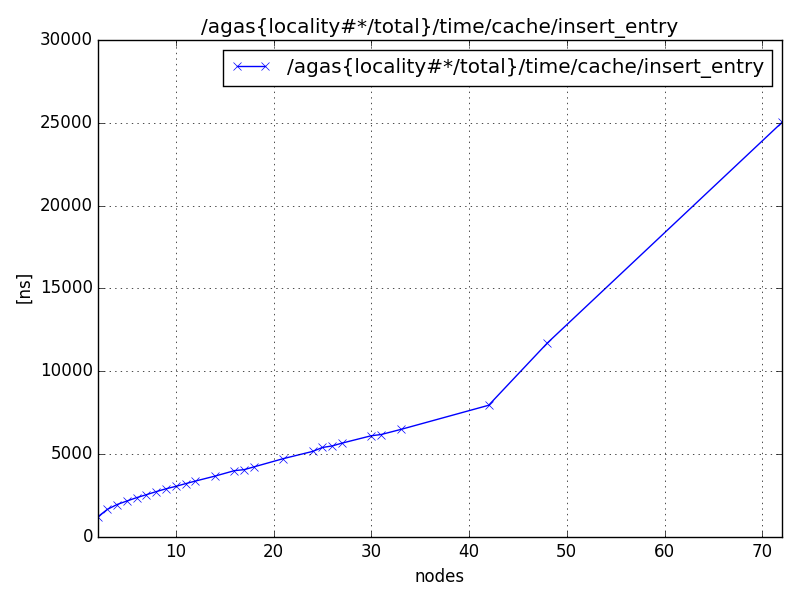 /agas{locality#*/total}/time/cache/insert_entry
/agas{locality#*/total}/time/cache/insert_entry
30000
25000
20000
15000
10000
5000
0
[ns]
10 20 30 40 50 60 70
nodes